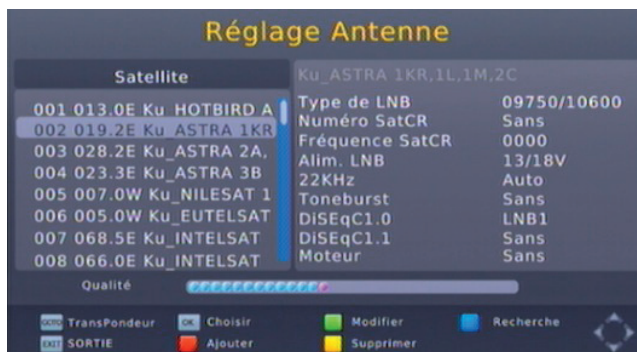 Réglage Antenne
Satellite
001 013.0E Ku_HOTBIRD A
002 019.2E Ku_ASTRA 1KR
003 028.2E Ku_ASTRA 2A,
004 023.3E Ku_ASTRA 3B
005 007.0W Ku_NILESAT 1
006 005.0W Ku_EUTELSAT
007 068.5E Ku_INTELSAT
008 066.0E Ku_INTELSAT
Ku_ASTRA 1KR,1L,1M,2C
Type de LNB 09750/10600
Numéro SatCR Sans
Fréquence SatCR 0000
Alim. LNB 13/18V
22KHz Auto
Toneburst Sans
DiSEqC1.0 LNB1
DiSEqC1.1 Sans
Moteur Sans
Qualité
GOTO TransPondeur OK Choisir Modifier Recherche
EXIT SORTIE Ajouter Supprimer